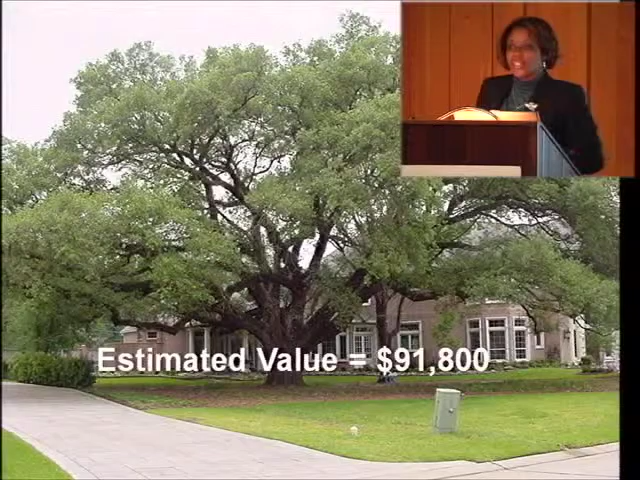 Estimated Value = $91,800